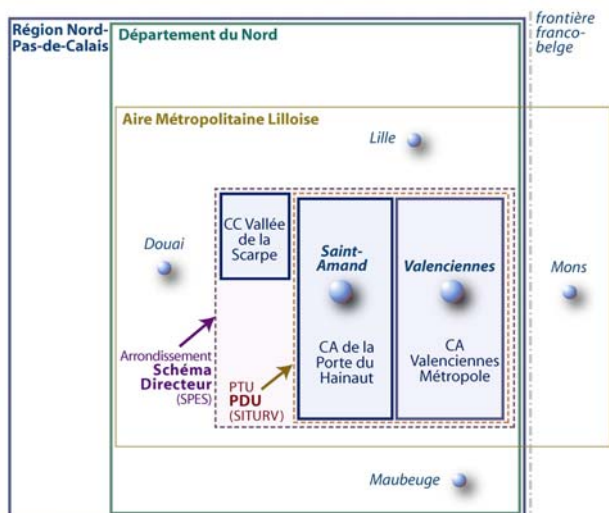 Région Nord-
Pas-de-Calais
Département du Nord
frontière
franco-
belge
Aire Métropolitaine Lilloise
Lille
CC Vallée
de la
Scarpe
Douai
Saint-
Amand
Valenciennes
Mons
CA de la
Porte du
Hainaut
CA
Valenciennes
Métropole
Arrondissement
Schéma
Directeur
(SPES)
PTU
PDU
(SITURV)
Maubeuge